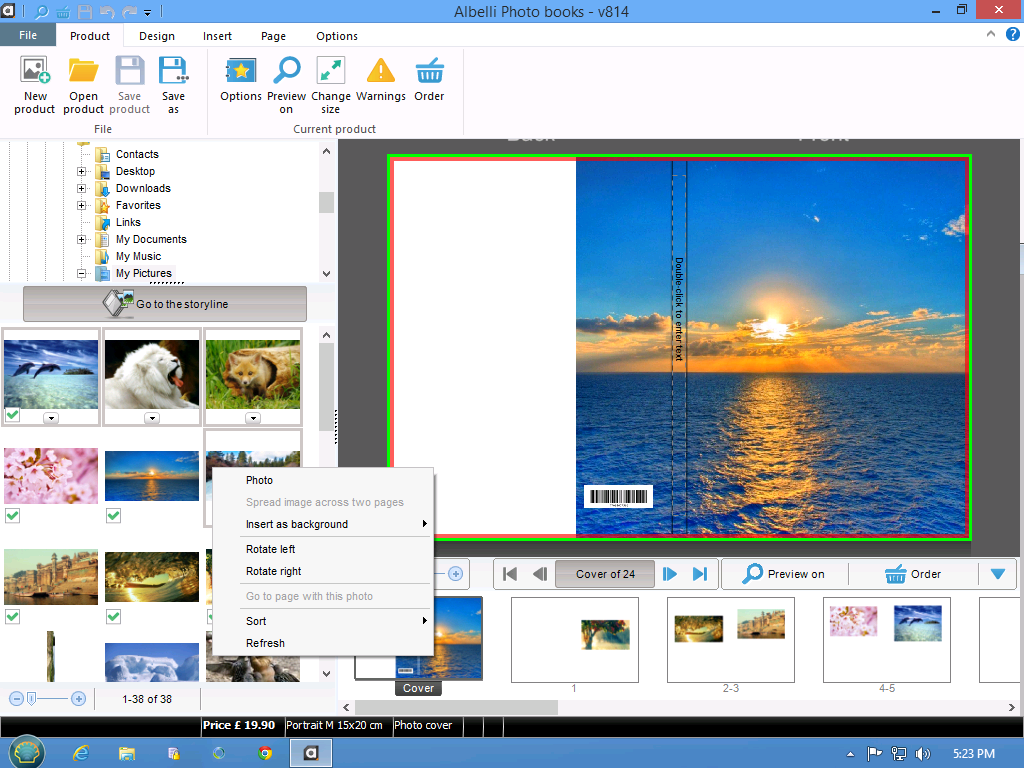 Albelli Photo books - v814
File
Product
Design
Insert
Page
Options
New product
Open product
Save product
Save as
Options
Preview on
Change size
Warnings
Order
File
Current product
Contacts
Desktop
Downloads
Favorites
Links
My Documents
My Music
My Pictures
Go to the storyline
Back
Front
Double-click to enter text
Photo
Spread image across two pages
Insert as background
Rotate left
Rotate right
Go to page with this photo
Sort
Refresh
Cover of 24
Preview on
Order
Cover
1
2-3
4-5
1-38 of 38
Price £ 19.90
Portrait M 15x20 cm
Photo cover
5:23 PM